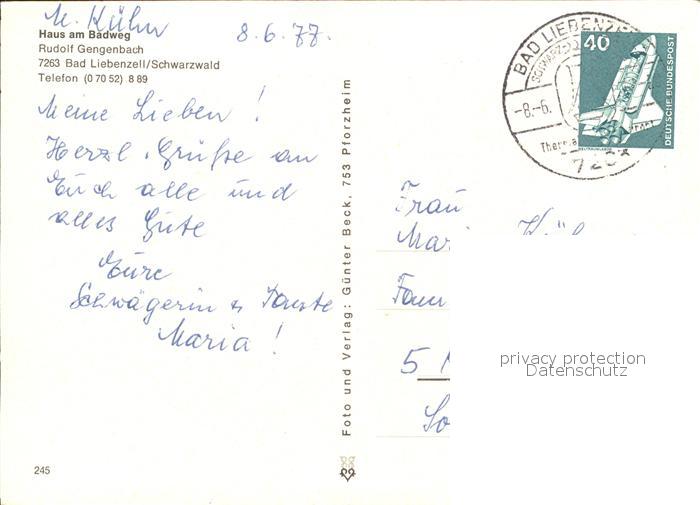 M. Kühn 8.6.77.
Haus am Bädweg
Rudolf Gengenbach
7263 Bad Liebenzell/Schwarzwald
Telefon (0 70 52) 8 89
Meine Lieben !
Herzl. Grüße an
Euch alle und
alles Gute
Eure
Schwägerin & Tante
Maria !
245
Foto und Verlag: Günter Beck, 753 Pforzheim
BAD LIEBENZE
-8.-6.
40
DEUTSCHE BUNDESPOST
Frau
Mar
Fam
5
So
privacy protection
Datenschutz